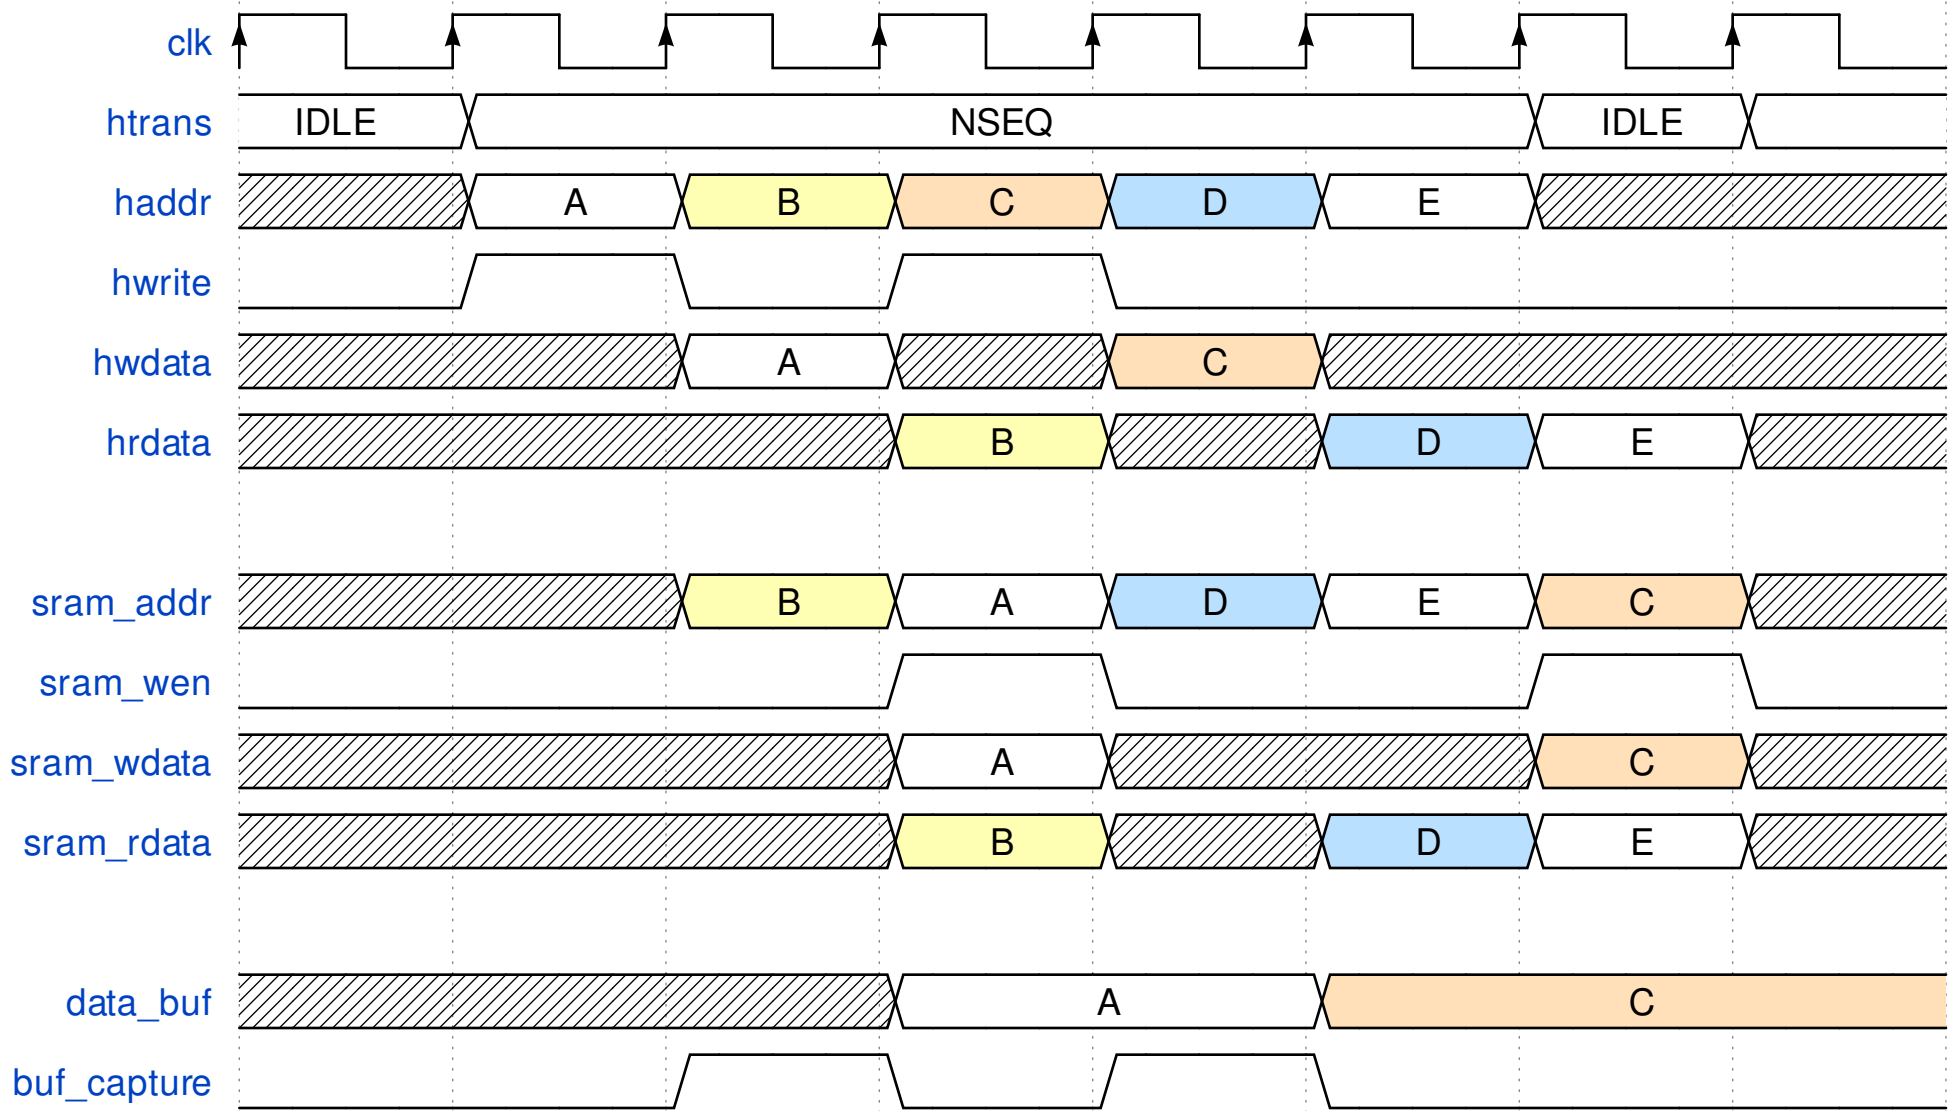 clk
htrans IDLE NSEQ IDLE
haddr A B C D E
hwrite
hwdata A C
hrdata B D E
sram_addr B A D E C
sram_wen
sram_wdata A C
sram_rdata B D E
data_buf A C
buf_capture